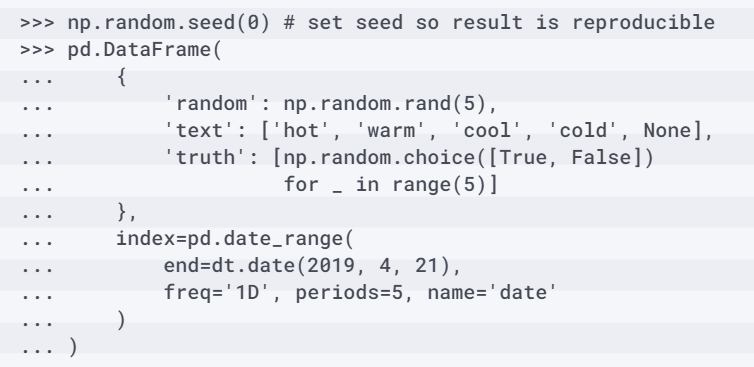 >>> np.random.seed(0) # set seed so result is reproducible
>>> pd.DataFrame(
...     {
...         'random': np.random.rand(5),
...         'text': ['hot', 'warm', 'cool', 'cold', None],
...         'truth': [np.random.choice([True, False])
...                   for _ in range(5)]
...     },
...     index=pd.date_range(
...         end=dt.date(2019, 4, 21),
...         freq='1D', periods=5, name='date'
...     )
... )